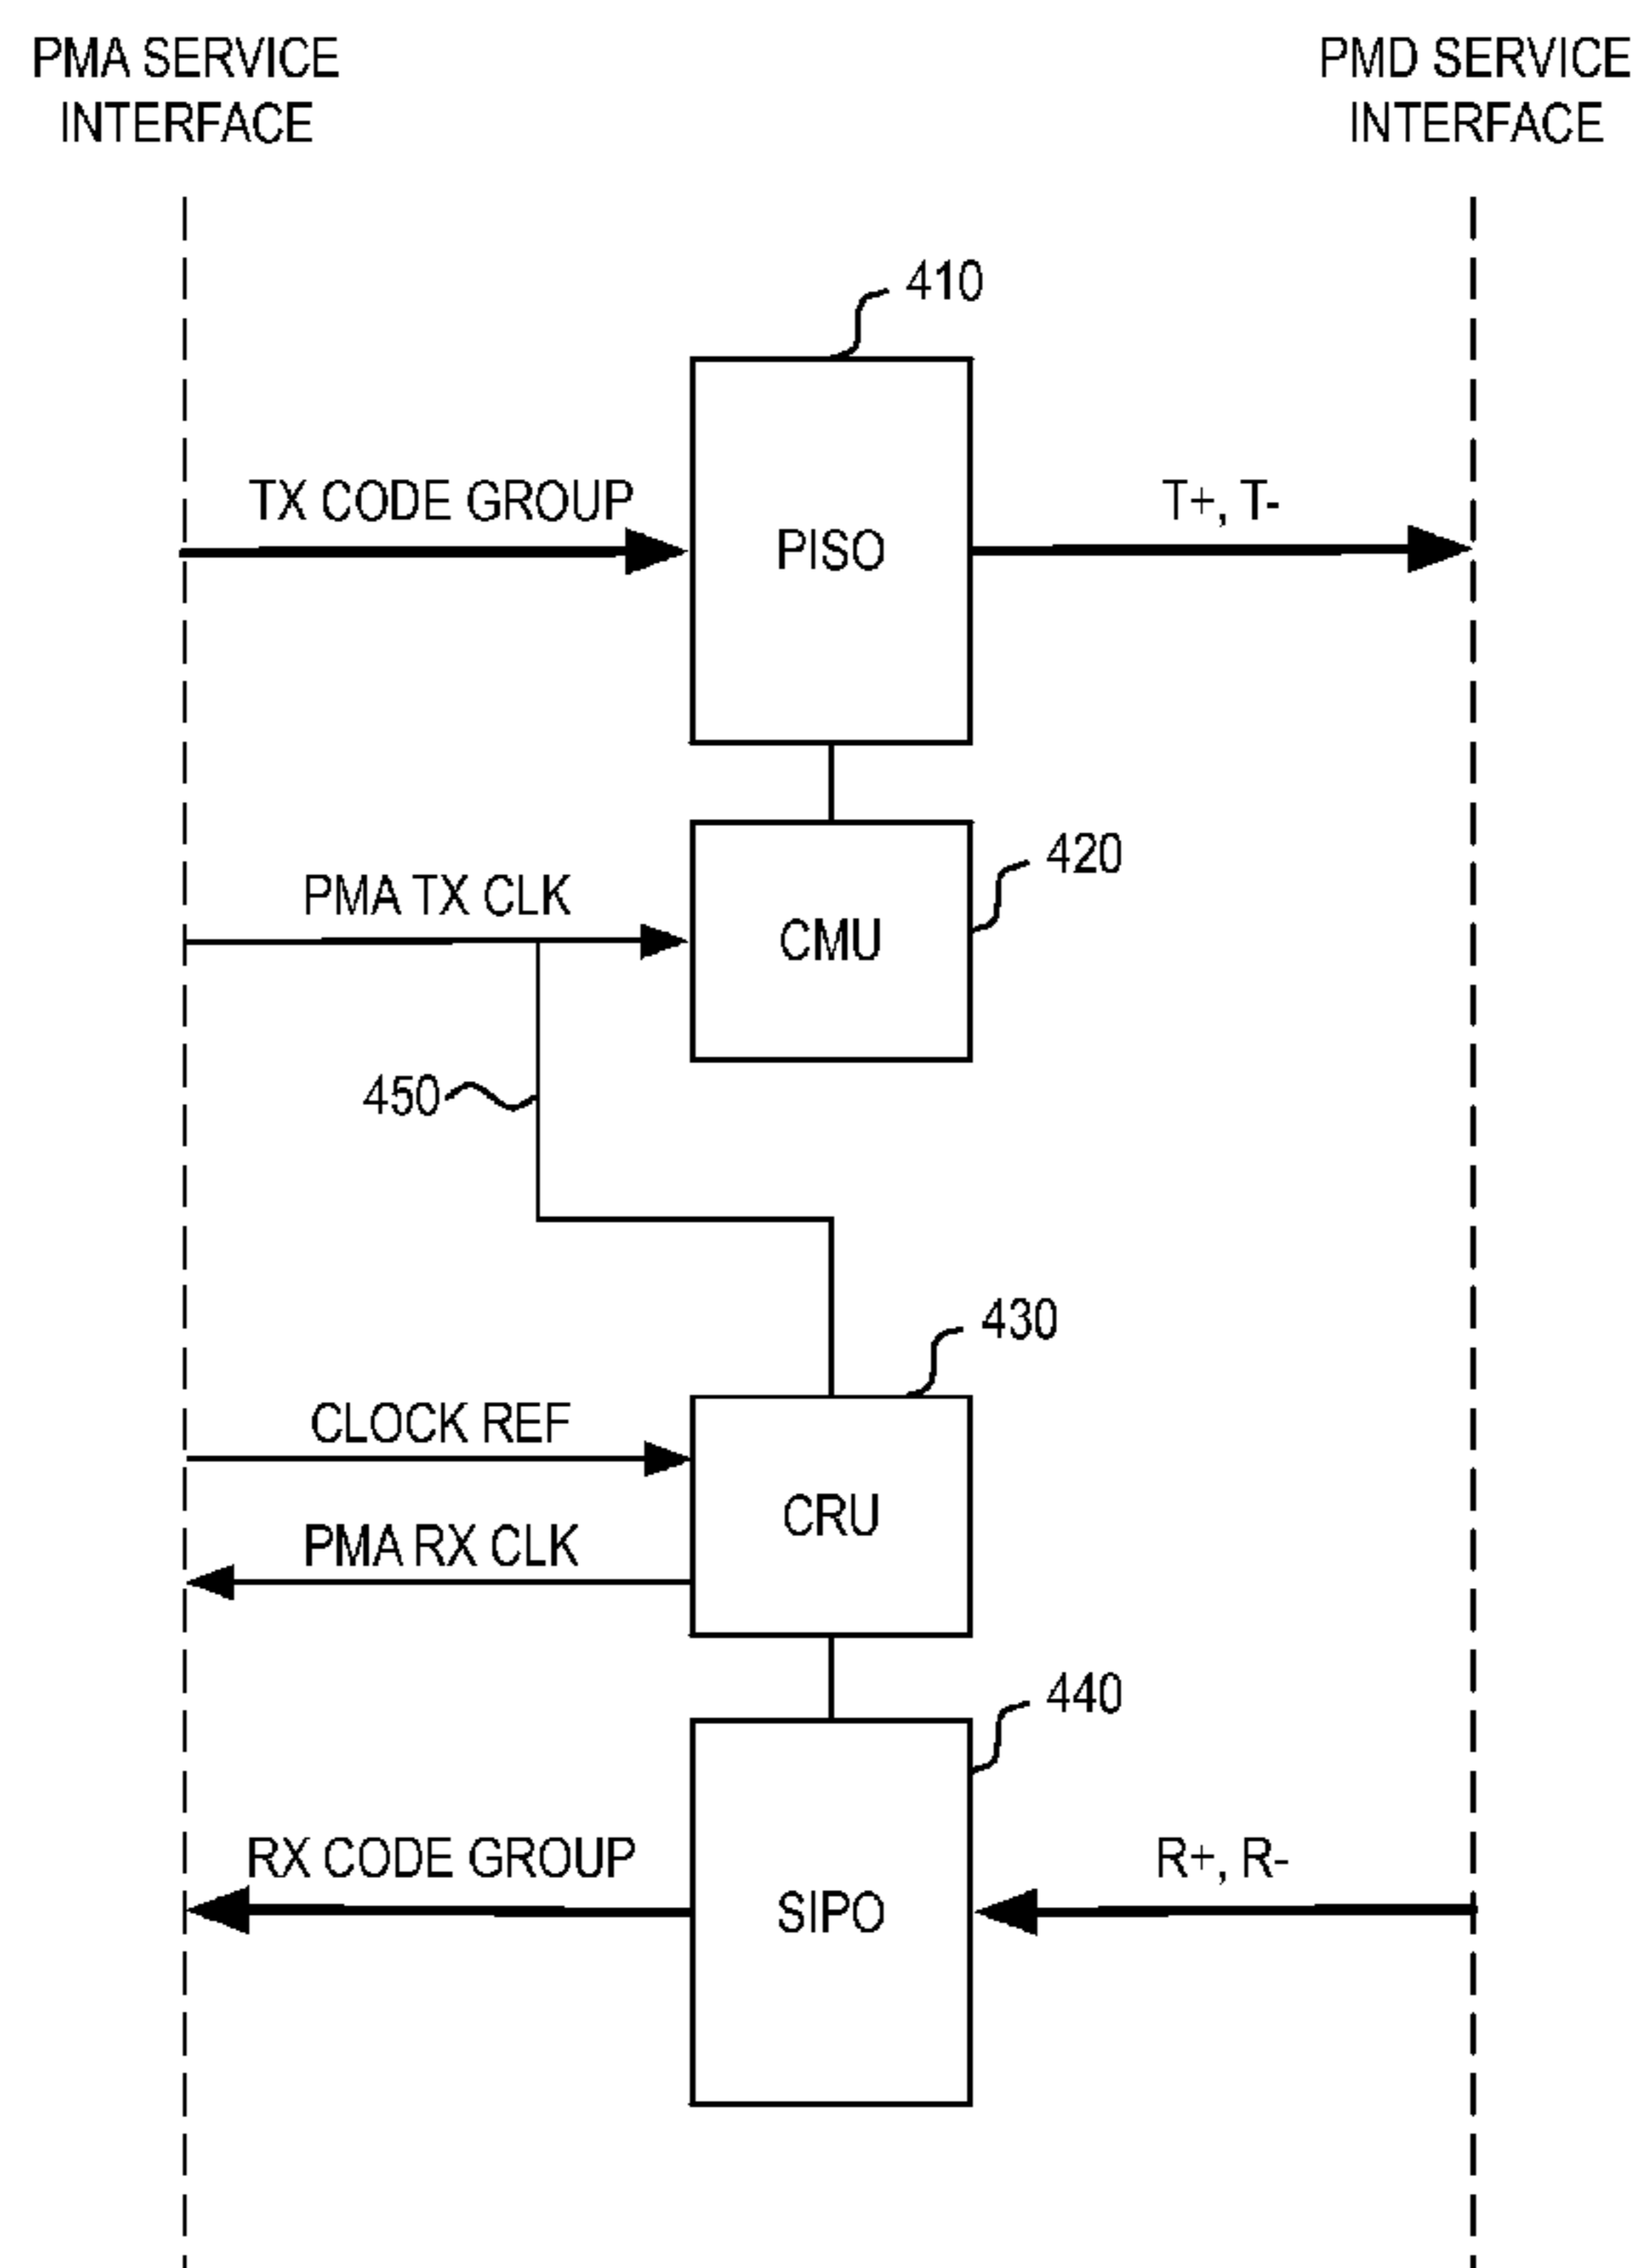 PMA SERVICE
INTERFACE
PMD SERVICE
INTERFACE
410
TX CODE GROUP
PISO
T+, T-
420
PMA TX CLK
CMU
450
430
CLOCK REF
CRU
PMA RX CLK
440
RX CODE GROUP
SIPO
R+, R-